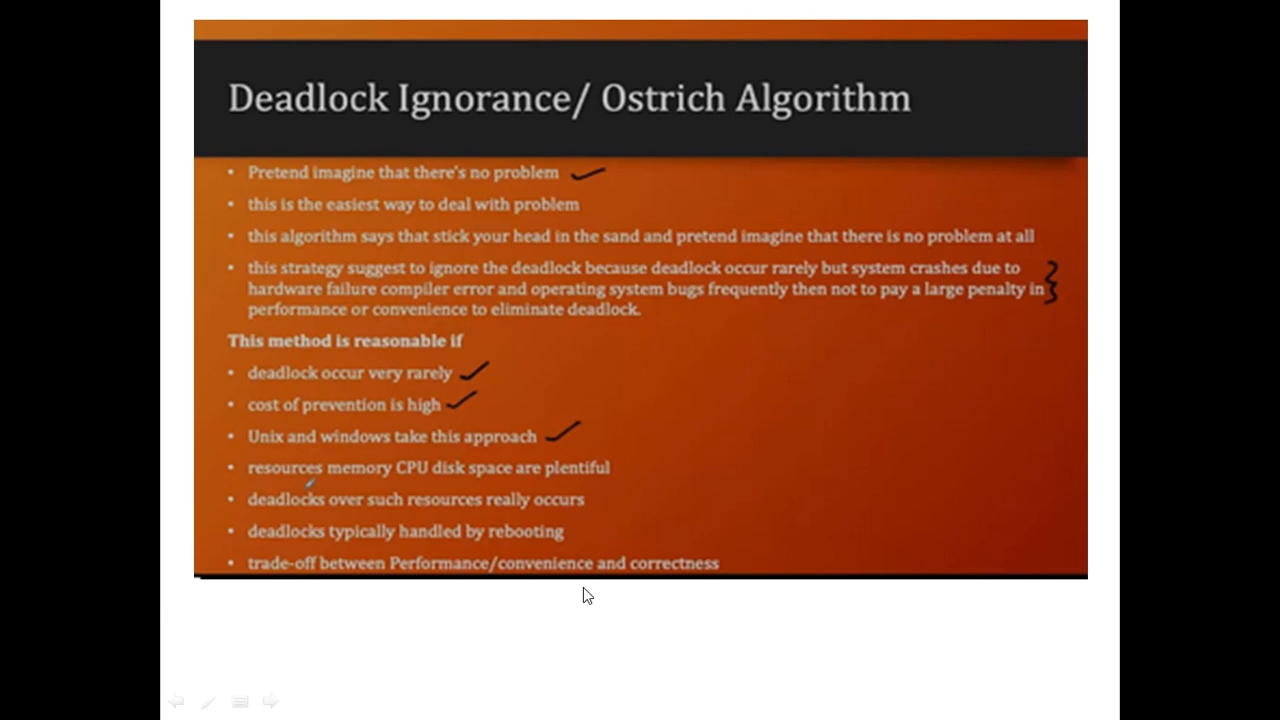 Deadlock Ignorance/ Ostrich Algorithm
• Pretend imagine that there's no problem
• this is the easiest way to deal with problem
• this algorithm says that stick your head in the sand and pretend imagine that there is no problem at all
• this strategy suggest to ignore the deadlock because deadlock occur rarely but system crashes due to
hardware failure compiler error and operating system bugs frequently then not to pay a large penalty in
performance or convenience to eliminate deadlock.
This method is reasonable if
• deadlock occur very rarely
• cost of prevention is high
• Unix and windows take this approach
• resources memory CPU disk space are plentiful
• deadlocks over such resources really occurs
• deadlocks typically handled by rebooting
• trade-off between Performance/convenience and correctness